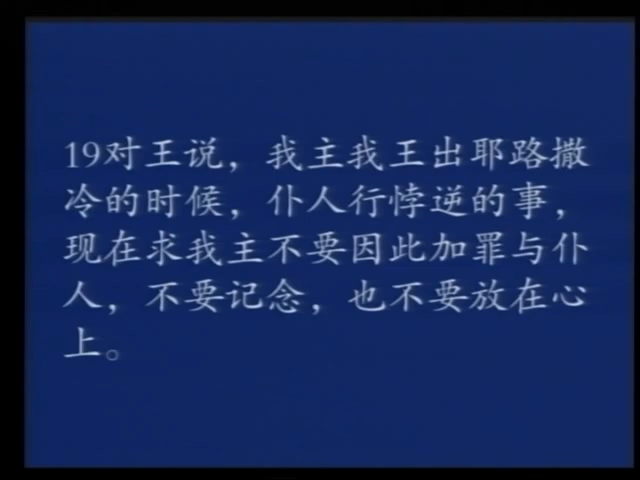 19对王说，我主我王出耶路撒
冷的时候，仆人行悖逆的事，
现在求我主不要因此加罪与仆
人，不要记念，也不要放在心
上。